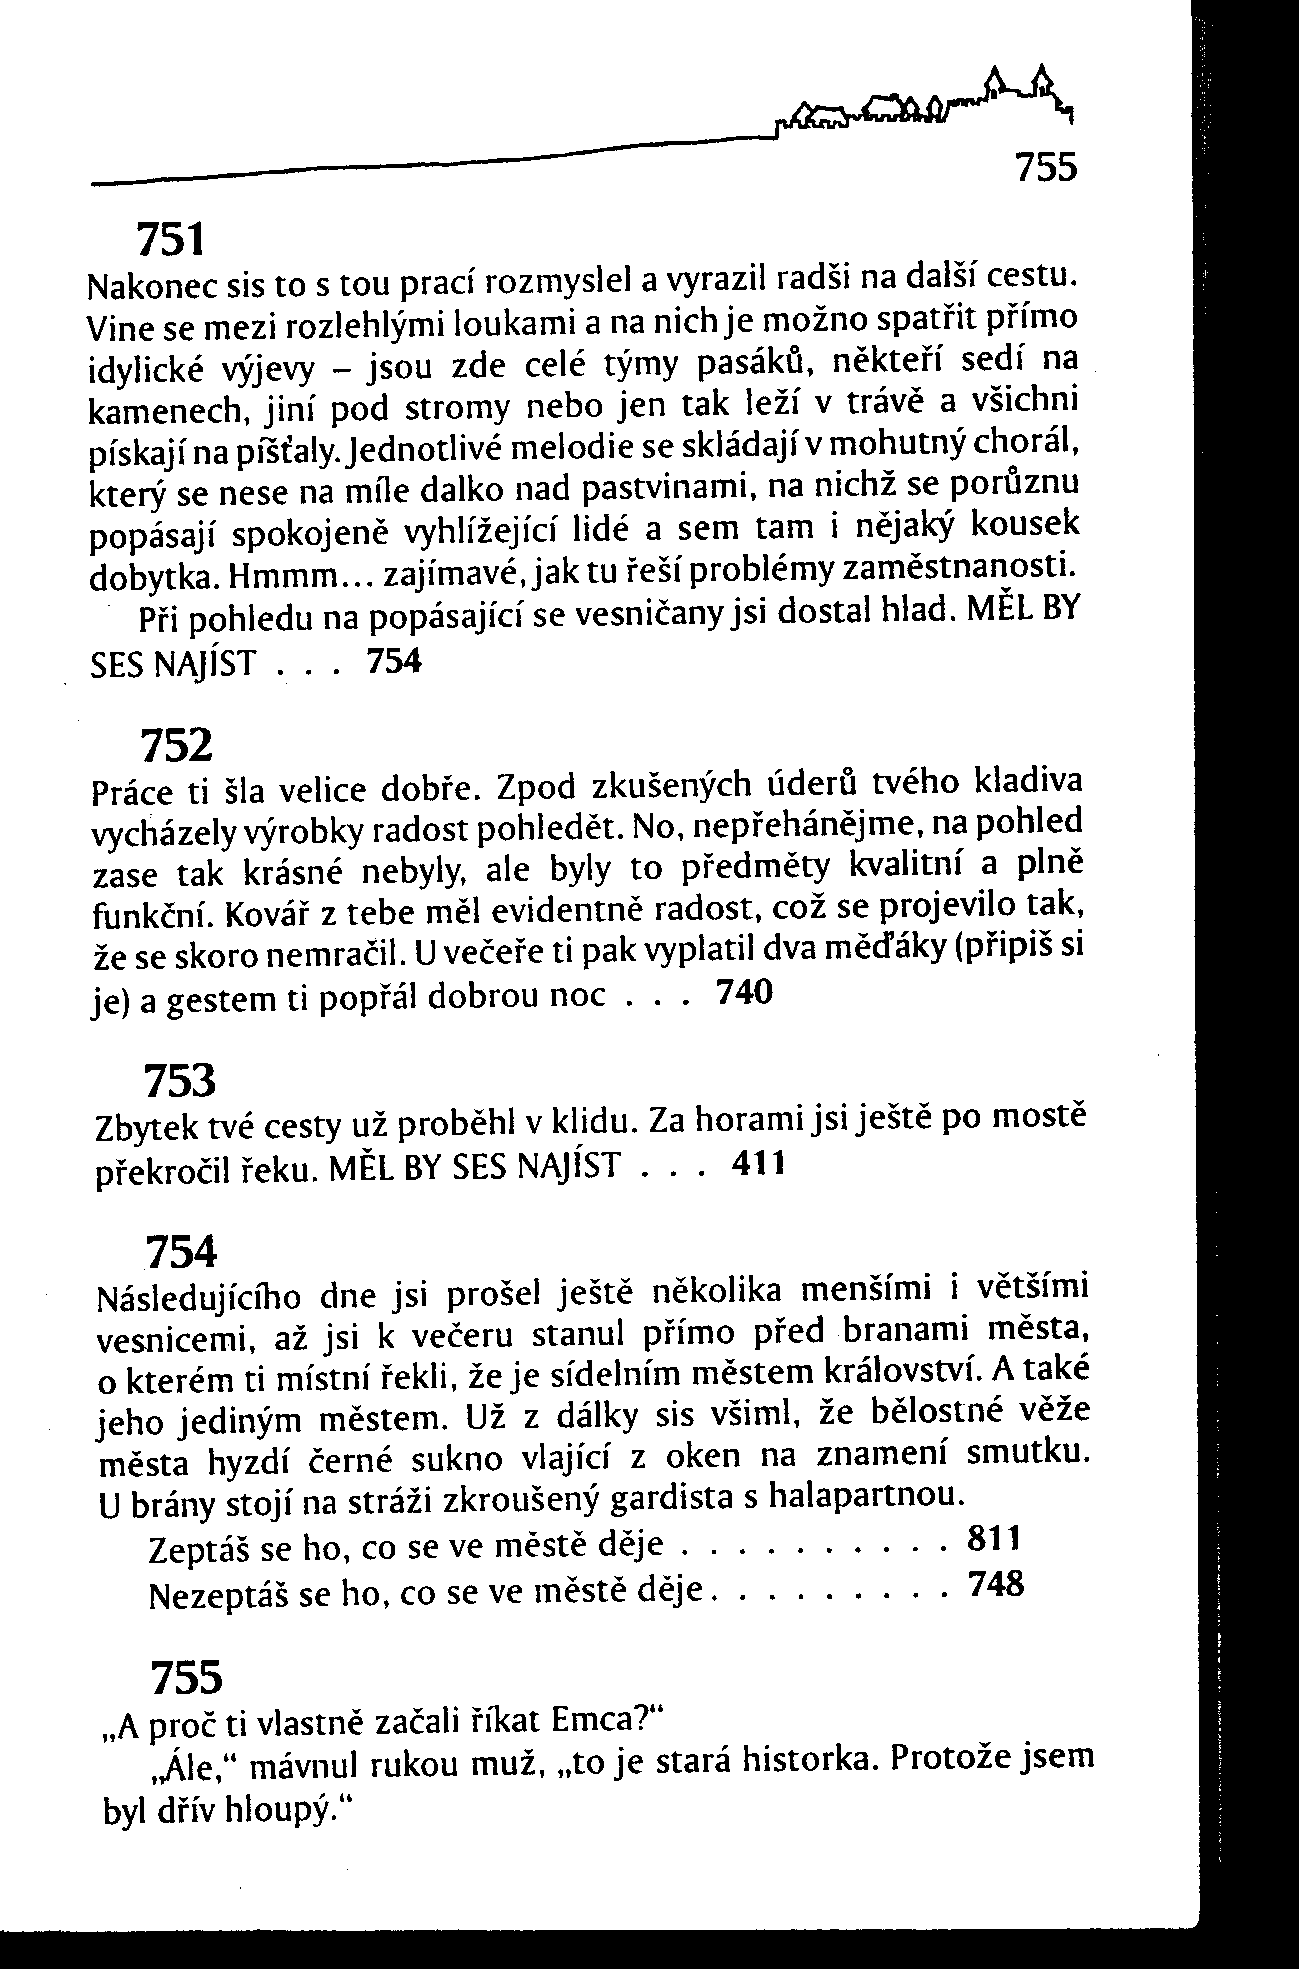 755
751
Nakonec sis to s tou prací rozmyslel a vyrazil radši na další cestu.
Vine se mezi rozlehlými loukami a na nich je možno spatřit přímo
idylické výjevy – jsou zde celé týmy pasáků, někteří sedí na
kamenech, jiní pod stromy nebo jen tak leží v trávě a všichni
pískají na píšťaly. Jednotlivé melodie se skládají v mohutný chorál,
který se nese na míle dalko nad pastvinami, na nichž se porůznu
popásají spokojeně vyhlížející lidé a sem tam i nějaký kousek
dobytka. Hmmm... zajímavé, jak tu řeší problémy zaměstnanosti.
Při pohledu na popásající se vesničany jsi dostal hlad. MĚL BY
SES NAJÍST . . . 754
752
Práce ti šla velice dobře. Zpod zkušených úderů tvého kladiva
vycházely výrobky radost pohledět. No, nepřehánějme, na pohled
zase tak krásné nebyly, ale byly to předměty kvalitní a plně
funkční. Kovář z tebe měl evidentně radost, což se projevilo tak,
že se skoro nemračil. U večeře ti pak vyplatil dva měďáky (připiš si
je) a gestem ti popřál dobrou noc . . . 740
753
Zbytek tvé cesty už proběhl v klidu. Za horami jsi ještě po mostě
překročil řeku. MĚL BY SES NAJÍST . . . 411
754
Následujícího dne jsi prošel ještě několika menšími i většími
vesnicemi, až jsi k večeru stanul přímo před branami města,
o kterém ti místní řekli, že je sídelním městem království. A také
jeho jediným městem. Už z dálky sis všiml, že bělostné věže
města hyzdí černé sukno vlající z oken na znamení smutku.
U brány stojí na stráži zkroušený gardista s halapartnou.
Zeptáš se ho, co se ve městě děje . . . . . . . . . . 811
Nezeptáš se ho, co se ve městě děje . . . . . . . . . 748
755
„A proč ti vlastně začali říkat Emca?“
„Ále,“ mávnul rukou muž, „to je stará historka. Protože jsem
byl dřív hloupý.“